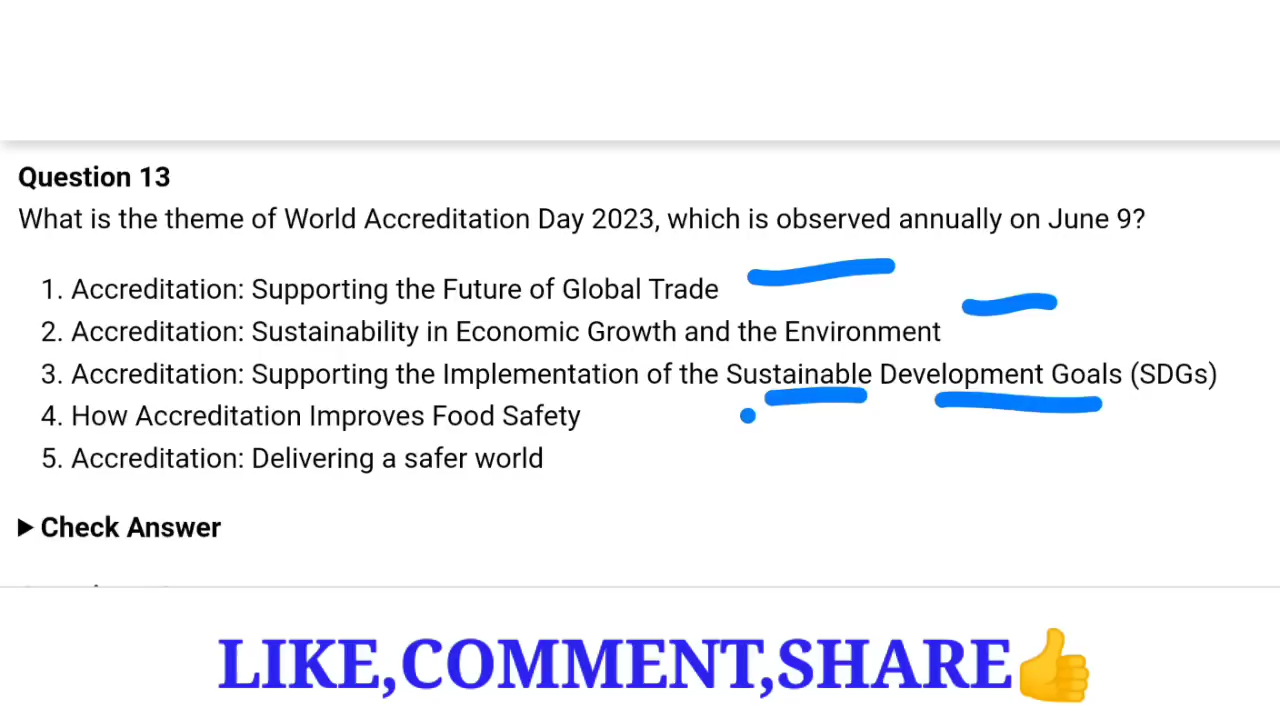 Question 13
What is the theme of World Accreditation Day 2023, which is observed annually on June 9?
1. Accreditation: Supporting the Future of Global Trade
2. Accreditation: Sustainability in Economic Growth and the Environment
3. Accreditation: Supporting the Implementation of the Sustainable Development Goals (SDGs)
4. How Accreditation Improves Food Safety
5. Accreditation: Delivering a safer world
▶ Check Answer
LIKE,COMMENT,SHARE👍